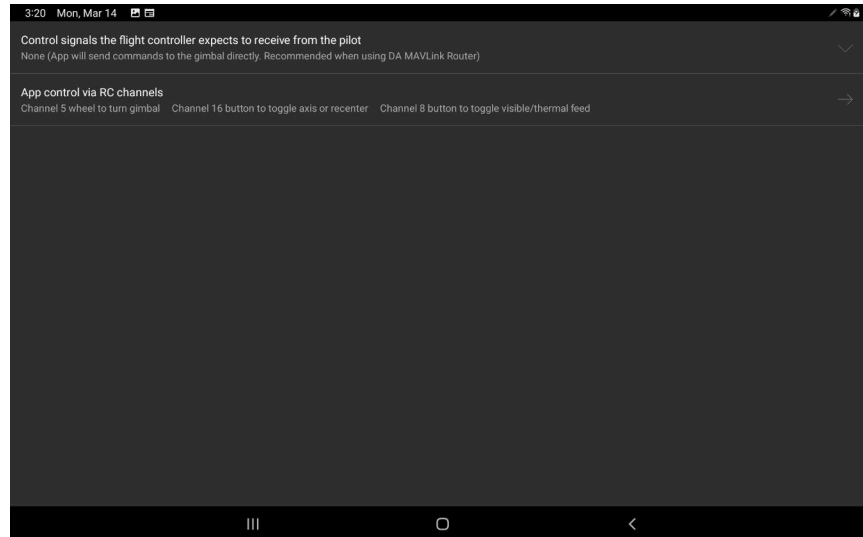 3:20 Mon, Mar 14
Control signals the flight controller expects to receive from the pilot
None (App will send commands to the gimbal directly. Recommended when using DA MAVLink Router)
App control via RC channels
Channel 5 wheel to turn gimbal Channel 16 button to toggle axis or recenter Channel 8 button to toggle visible/thermal feed